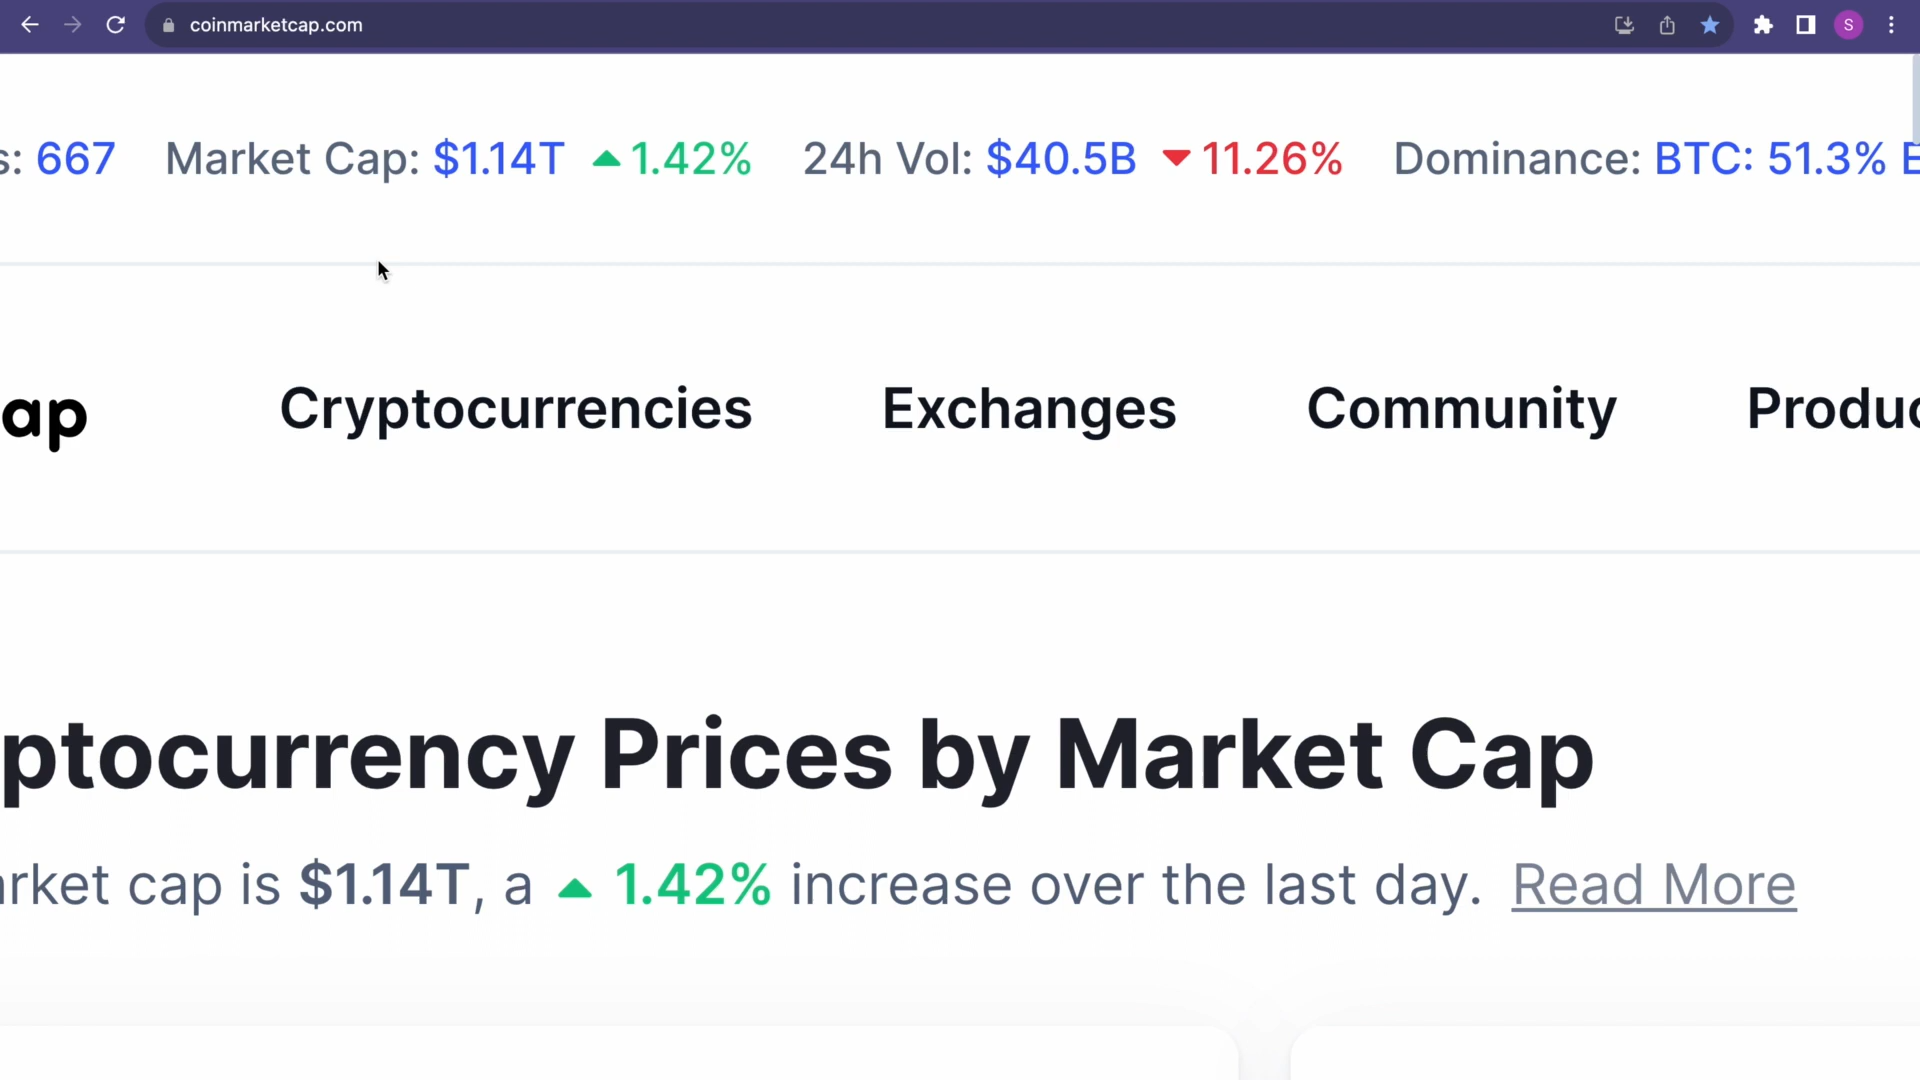 coinmarketcap.com S
s: 667 Market Cap: $1.14T 1.42% 24h Vol: $40.5B 11.26% Dominance: BTC: 51.3% E
ap Cryptocurrencies Exchanges Community Produc
ptocurrency Prices by Market Cap
arket cap is $1.14T, a 1.42% increase over the last day. Read More